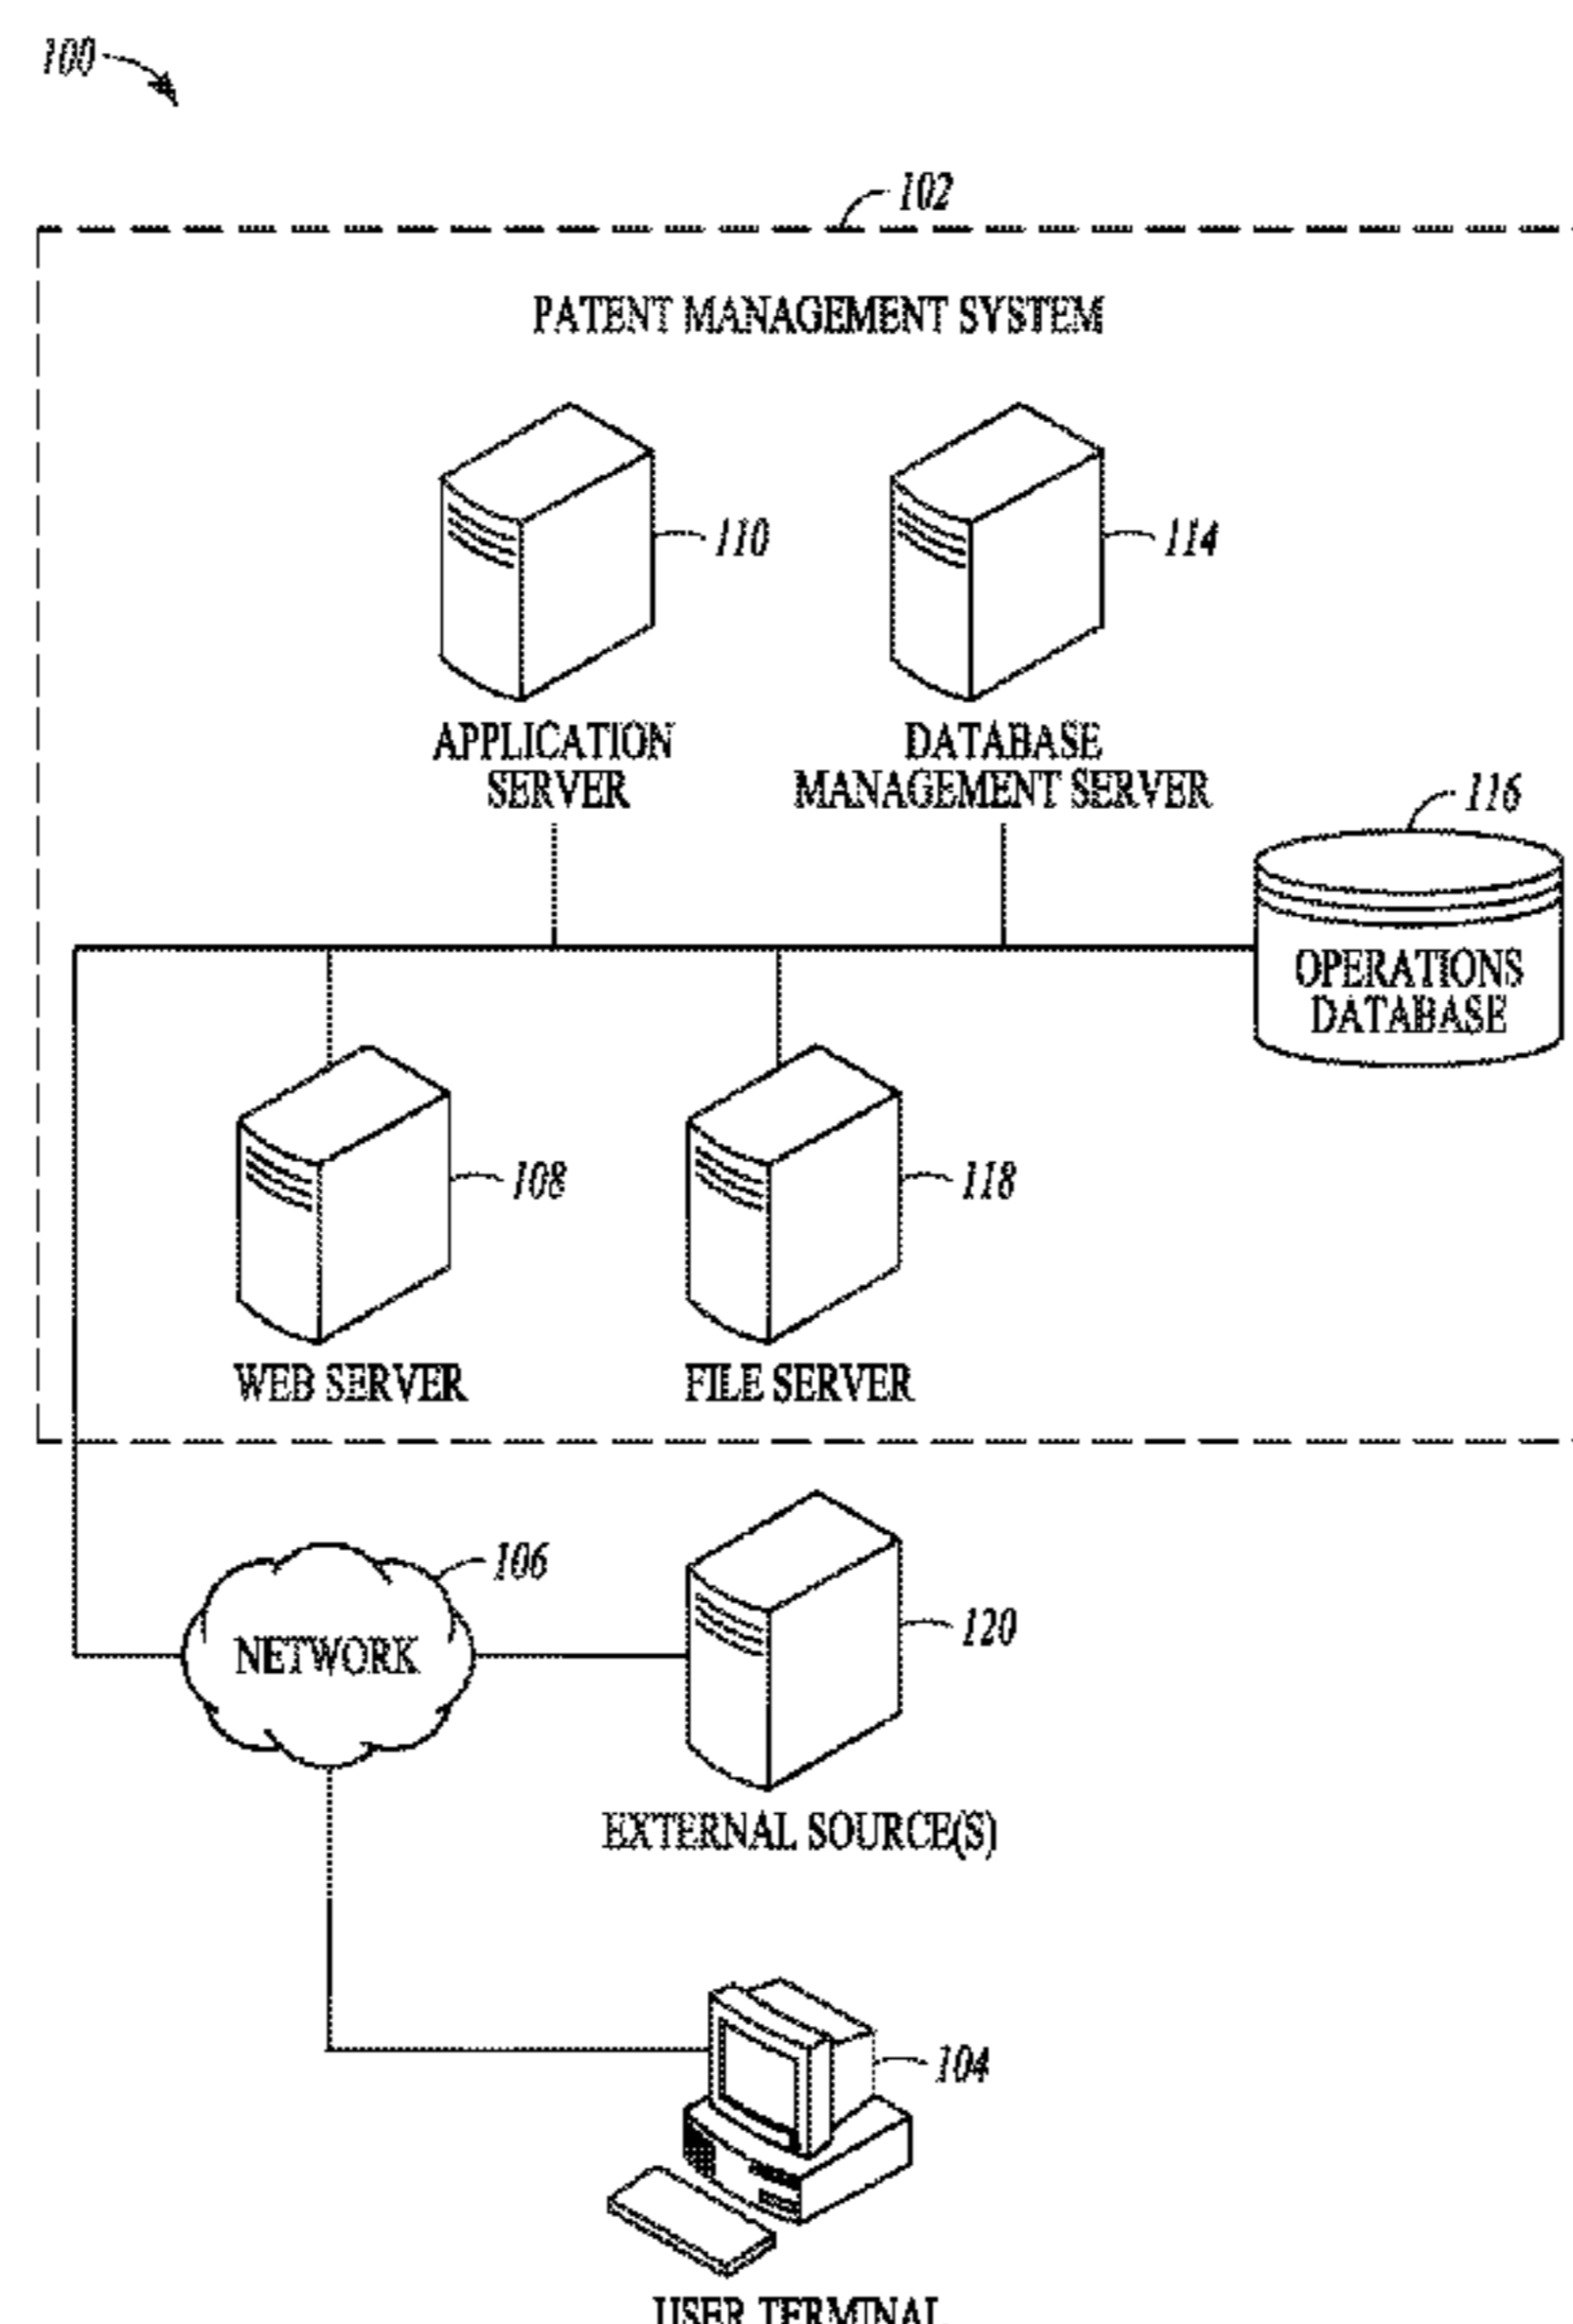 100
102
PATENT MANAGEMENT SYSTEM
110
114
APPLICATION
SERVER
DATABASE
MANAGEMENT SERVER
116
OPERATIONS
DATABASE
108
118
WEB SERVER
FILE SERVER
106
NETWORK
120
EXTERNAL SOURCE(S)
104
USER TERMINAL